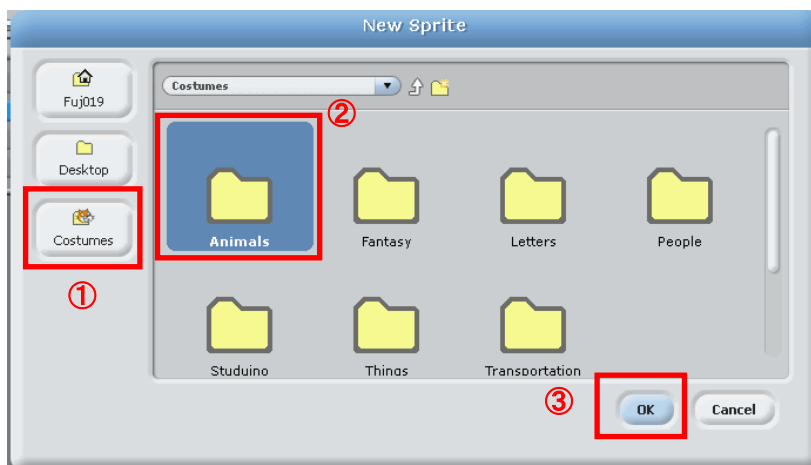 New Sprite
Fuj019
Desktop
Costumes
①
Costumes
②
Animals
Fantasy
Letters
People
Studuino
Things
Transportation
③
OK
Cancel